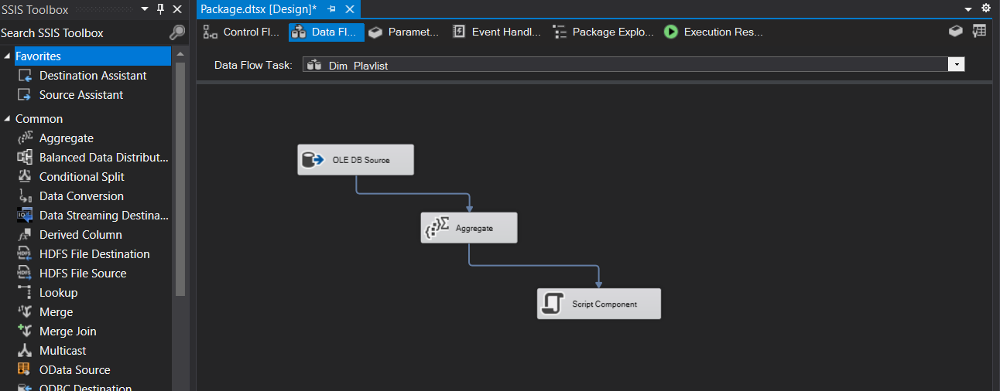 SSIS Toolbox
Package.dtsx [Design]*
Search SSIS Toolbox
Control Fl...
Data Fl...
Paramet...
Event Handl...
Package Explo...
Execution Res...
Favorites
Destination Assistant
Source Assistant
Common
Aggregate
Balanced Data Distribut...
Conditional Split
Data Conversion
Data Streaming Destina...
Derived Column
HDFS File Destination
HDFS File Source
Lookup
Merge
Merge Join
Multicast
OData Source
ODBC Destination
Data Flow Task:
Dim Playlist
OLE DB Source
Aggregate
Script Component